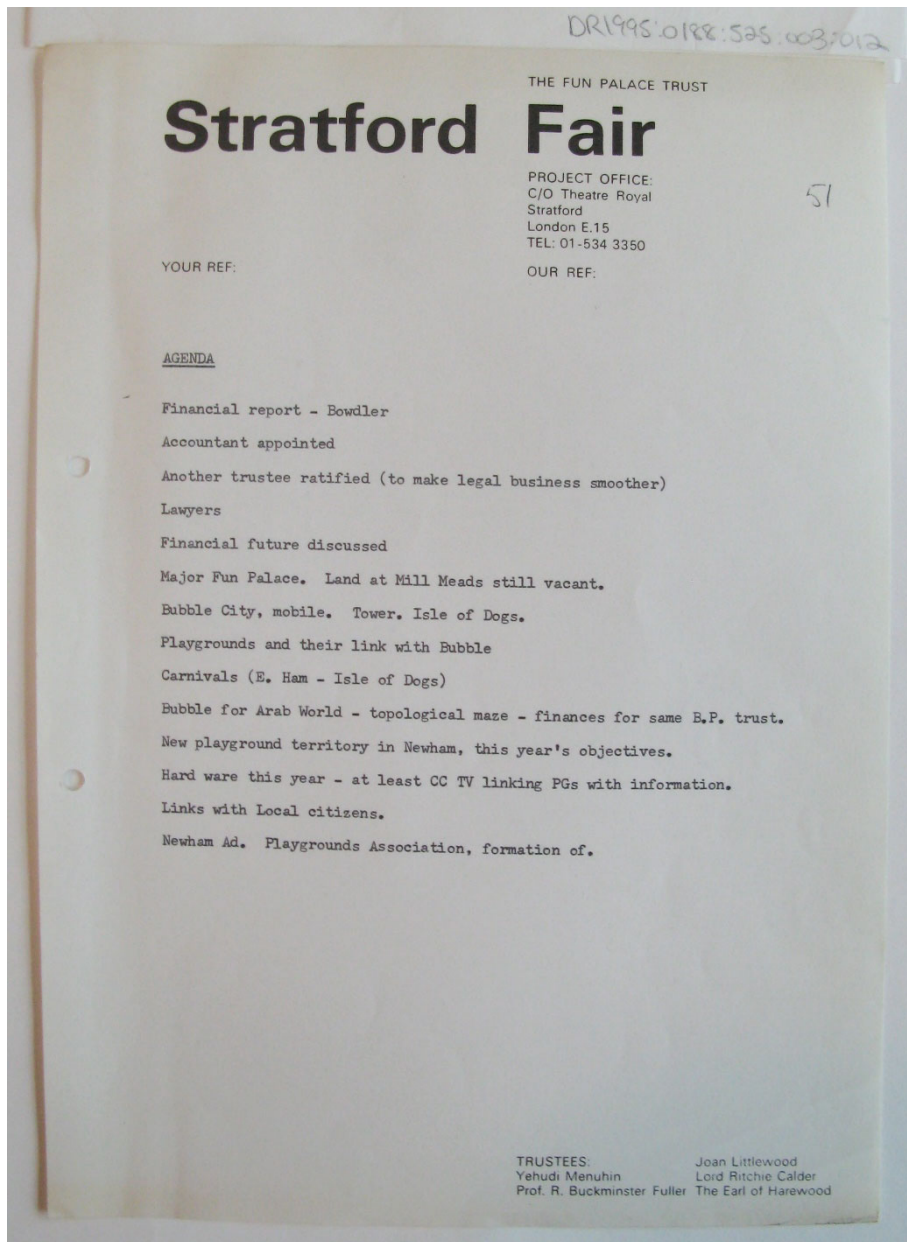 DR1995:0188:525:003:012
THE FUN PALACE TRUST
Stratford Fair
PROJECT OFFICE:
C/O Theatre Royal
Stratford
London E.15
TEL: 01-534 3350
51
YOUR REF:
OUR REF:
AGENDA
Financial report - Bowdler
Accountant appointed
Another trustee ratified (to make legal business smoother)
Lawyers
Financial future discussed
Major Fun Palace. Land at Mill Meads still vacant.
Bubble City, mobile. Tower. Isle of Dogs.
Playgrounds and their link with Bubble
Carnivals (E. Ham - Isle of Dogs)
Bubble for Arab World - topological maze - finances for same B.P. trust.
New playground territory in Newham, this year's objectives.
Hard ware this year - at least CC TV linking PGs with information.
Links with Local citizens.
Newham Ad. Playgrounds Association, formation of.
TRUSTEES:
Yehudi Menuhin
Prof. R. Buckminster Fuller
Joan Littlewood
Lord Ritchie Calder
The Earl of Harewood